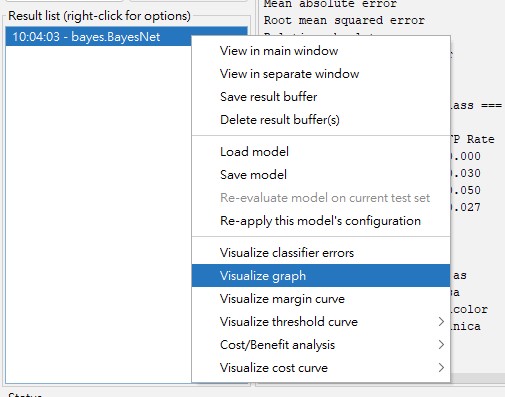 Mean absolute error
Result list (right-click for options)
Root mean squared error
10:04:03 - bayes.BayesNet
View in main window
View in separate window
Save result buffer
Delete result buffer(s)
Load model
Save model
Re-evaluate model on current test set
Re-apply this model's configuration
Visualize classifier errors
Visualize graph
Visualize margin curve
Visualize threshold curve
Cost/Benefit analysis
Visualize cost curve
ass ===
Rate
.000
.030
.050
.027
as
a
color
nica